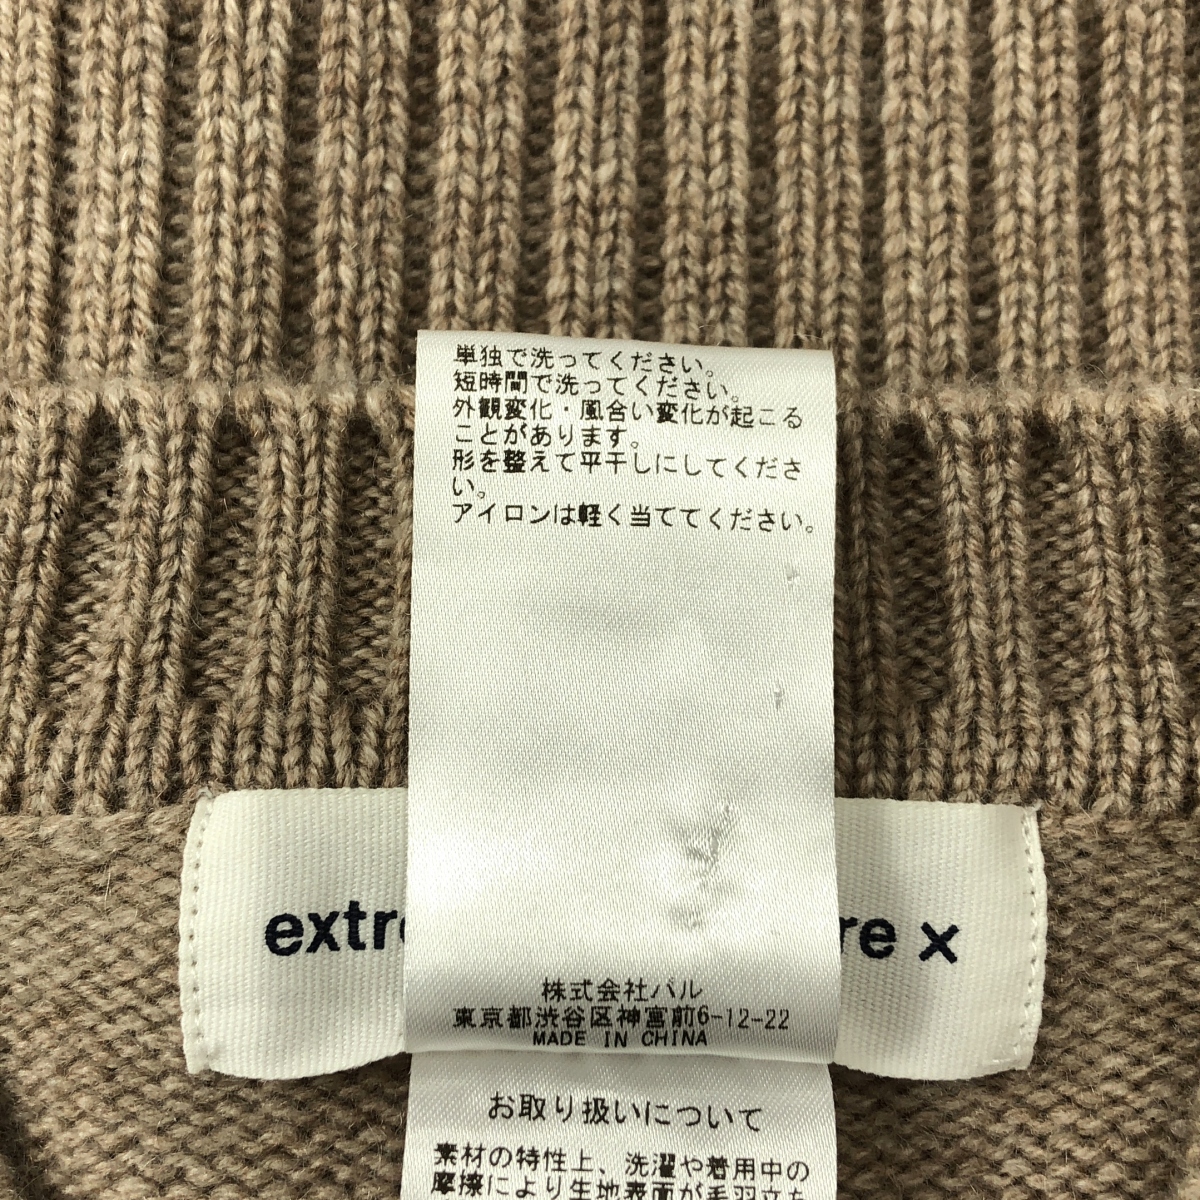 単独で洗ってください。
短時間で洗ってください。
外観変化・風合い変化が起こる
ことがあります。
形を整えて平干しにしてくださ
い。
アイロンは軽く当ててください。
extre
re x
株式会社パル
東京都渋谷区神宮前6-12-22
MADE IN CHINA
お取り扱いについて
素材の特性上、洗濯や着用中の
摩擦により生地表面が毛羽立ち